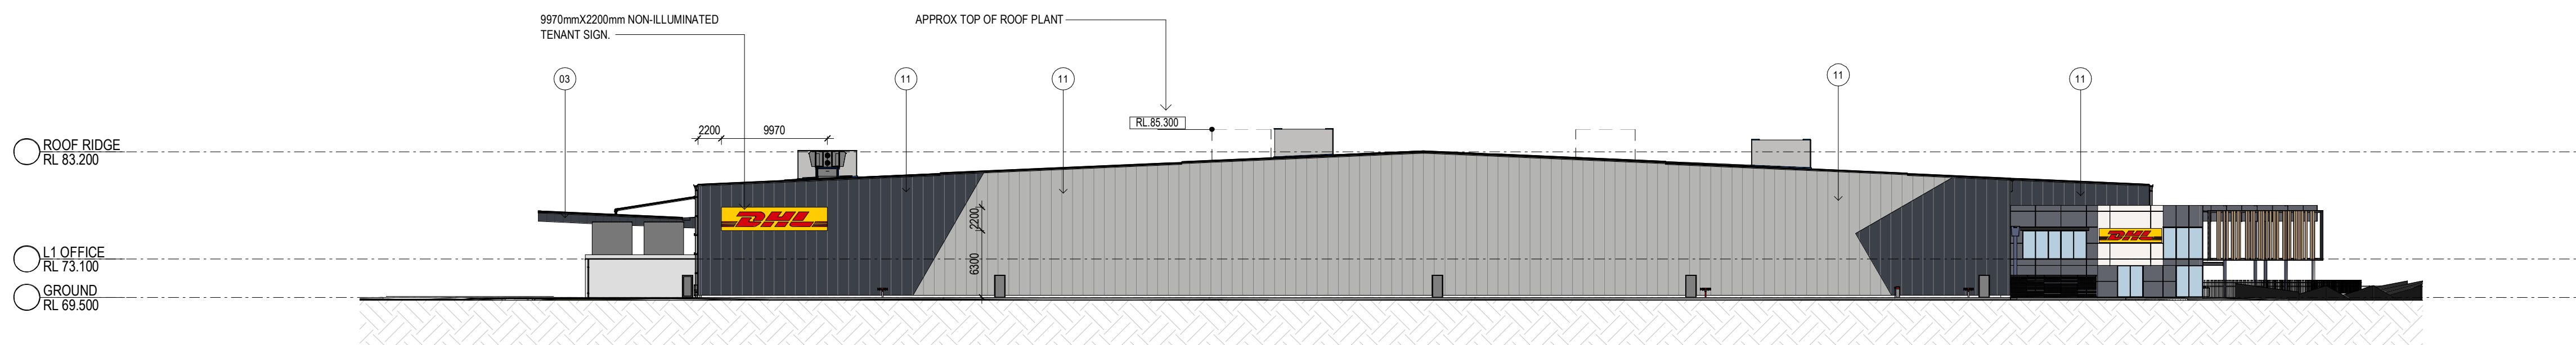 9970mmX2200mm NON-ILLUMINATED
TENANT SIGN.
APPROX TOP OF ROOF PLANT
03
11
11
11
11
RL.85.300
2200
9970
ROOF RIDGE
RL 83.200
DHL
2200
DHL
L1 OFFICE
RL 73.100
6300
GROUND
RL 69.500